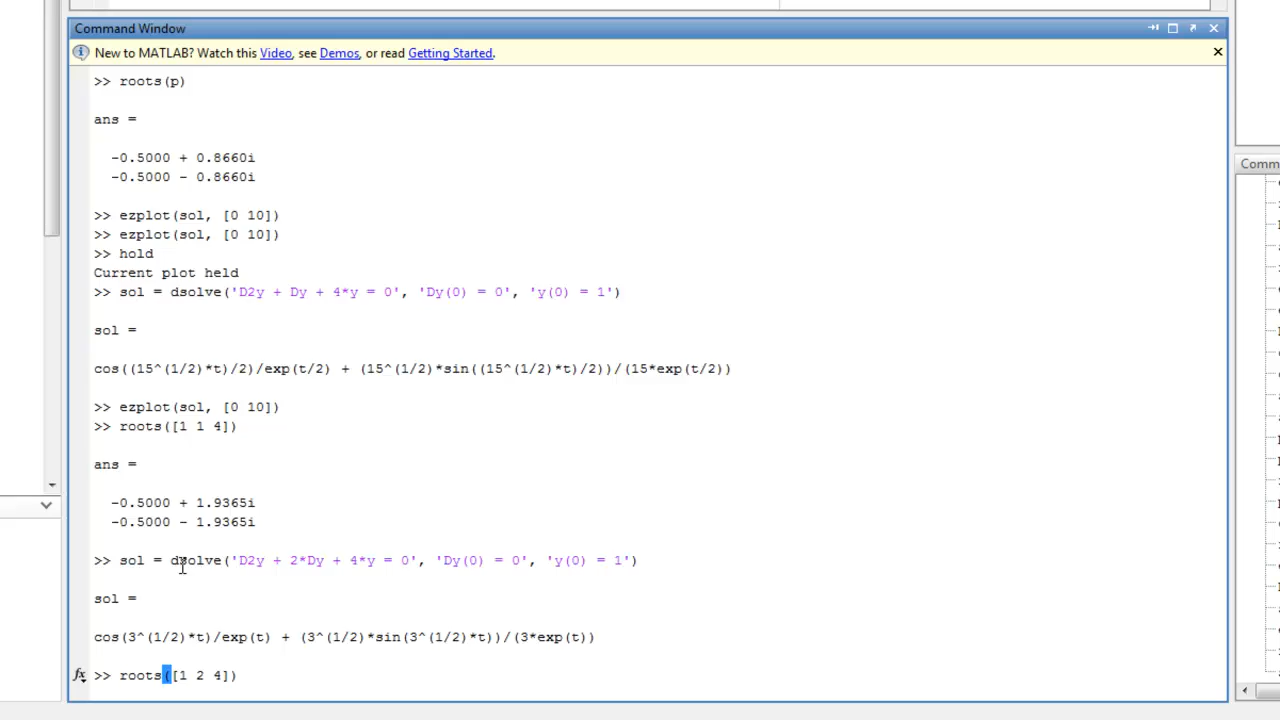 Command Window
New to MATLAB? Watch this Video, see Demos, or read Getting Started.
>> roots(p)
ans =
-0.5000 + 0.8660i
-0.5000 - 0.8660i
>> ezplot(sol, [0 10])
>> ezplot(sol, [0 10])
>> hold
Current plot held
>> sol = dsolve('D2y + Dy + 4*y = 0', 'Dy(0) = 0', 'y(0) = 1')
sol =
cos((15^(1/2)*t)/2)/exp(t/2) + (15^(1/2)*sin((15^(1/2)*t)/2))/(15*exp(t/2))
>> ezplot(sol, [0 10])
>> roots([1 1 4])
ans =
-0.5000 + 1.9365i
-0.5000 - 1.9365i
>> sol = dsolve('D2y + 2*Dy + 4*y = 0', 'Dy(0) = 0', 'y(0) = 1')
sol =
cos(3^(1/2)*t)/exp(t) + (3^(1/2)*sin(3^(1/2)*t))/(3*exp(t))
fx >> roots([1 2 4])
Comm